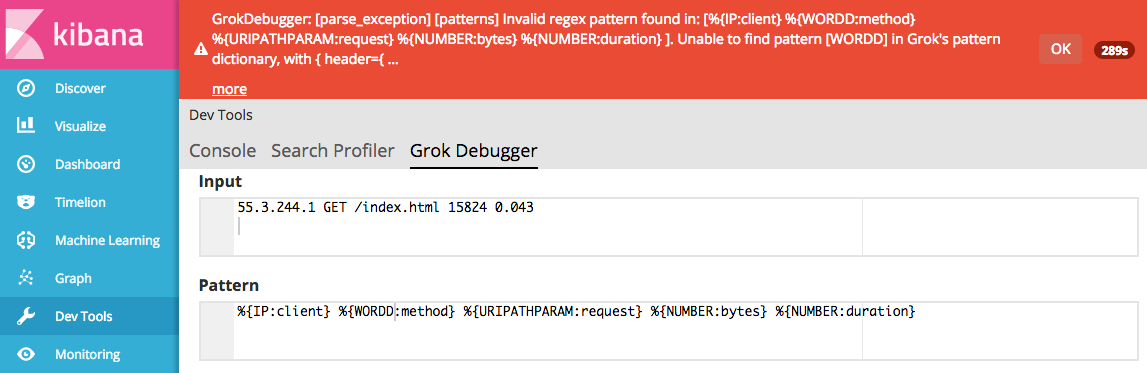 kibana
GrokDebugger: [parse_exception] [patterns] Invalid regex pattern found in: [%{IP:client} %{WORDD:method}
%{URIPATHPARAM:request} %{NUMBER:bytes} %{NUMBER:duration} ]. Unable to find pattern [WORDD] in Grok's pattern
dictionary, with { header={ ...
more
OK
289s
Discover
Visualize
Dashboard
Timelion
Machine Learning
Graph
Dev Tools
Monitoring
Dev Tools
Console Search Profiler Grok Debugger
Input
55.3.244.1 GET /index.html 15824 0.043
Pattern
%{IP:client} %{WORDD:method} %{URIPATHPARAM:request} %{NUMBER:bytes} %{NUMBER:duration}